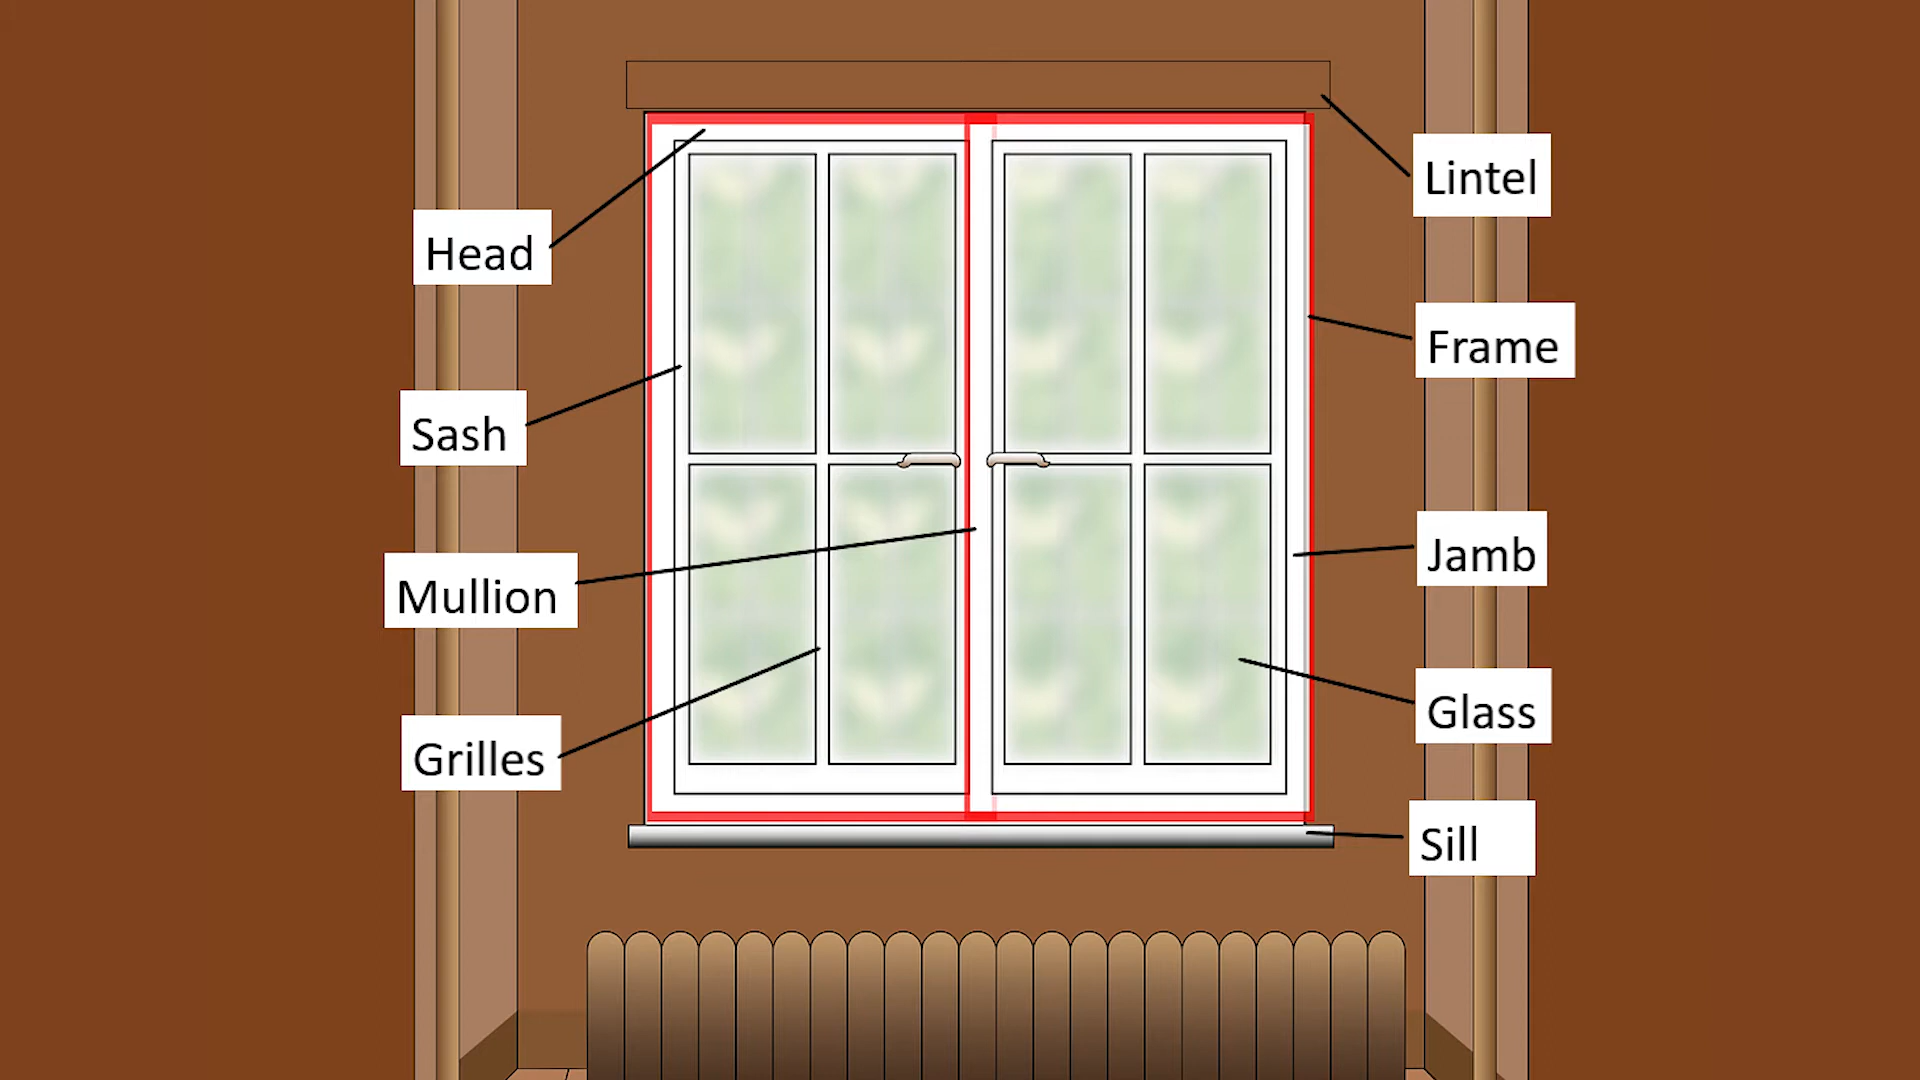 Lintel
Head
Frame
Sash
Jamb
Mullion
Glass
Grilles
Sill